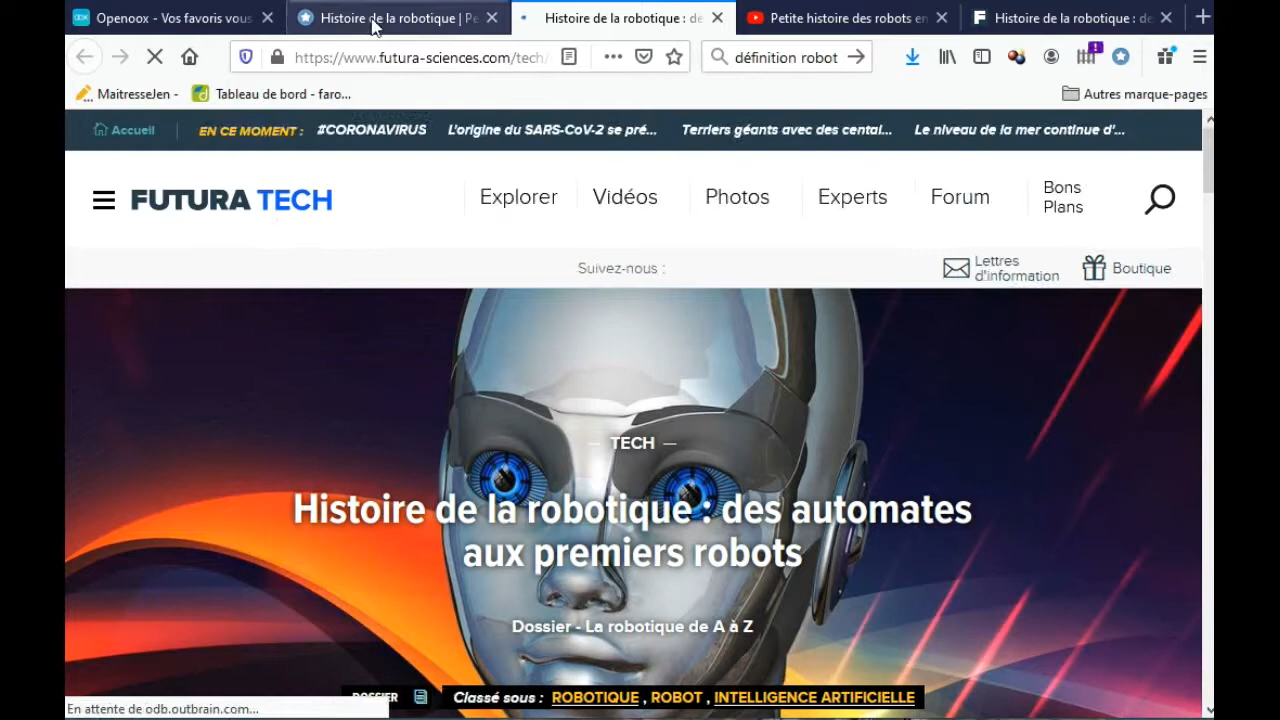 Openoox - Vos favoris vous
Histoire de la robotique | Pe
Histoire de la robotique : de
Petite histoire des robots en
Histoire de la robotique : de
https://www.futura-sciences.com/tech/
définition robot
MaitresseJen -
Tableau de bord - faro...
Autres marque-pages
Accueil
EN CE MOMENT :
#CORONAVIRUS
L'origine du SARS-CoV-2 se pré...
Terriers géants avec des centai...
Le niveau de la mer continue d'...
FUTURA TECH
Explorer
Vidéos
Photos
Experts
Forum
Bons
Plans
Suivez-nous :
Lettres
d'information
Boutique
— TECH —
Histoire de la robotique : des automates
aux premiers robots
Dossier - La robotique de A à Z
DOSSIER
Classé sous : ROBOTIQUE , ROBOT , INTELLIGENCE ARTIFICIELLE
En attente de odb.outbrain.com...